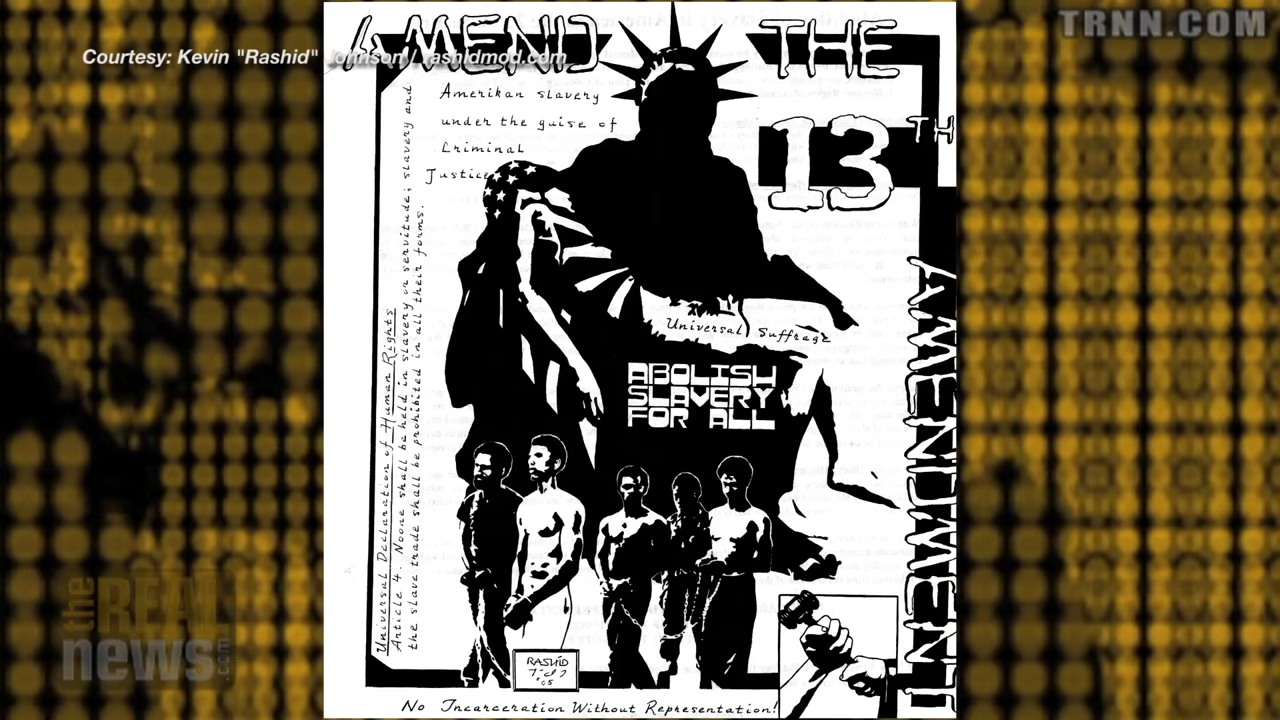 TRNN.COM
Courtesy: Kevin "Rashid" Johnson / rashidmod.com
AMEND THE
13TH
AMENDMENT
Amerikan slavery
under the guise of
Criminal
Justice
Universal Declaration of Human Rights
Article 4. Noone shall be held in slavery or servitude; slavery and
the slave trade shall be prohibited in all their forms.
Universal Suffrage
ABOLISH
SLAVERY
FOR ALL
RASHID
'05
No Incarceration Without Representation!
the REAL
news.com